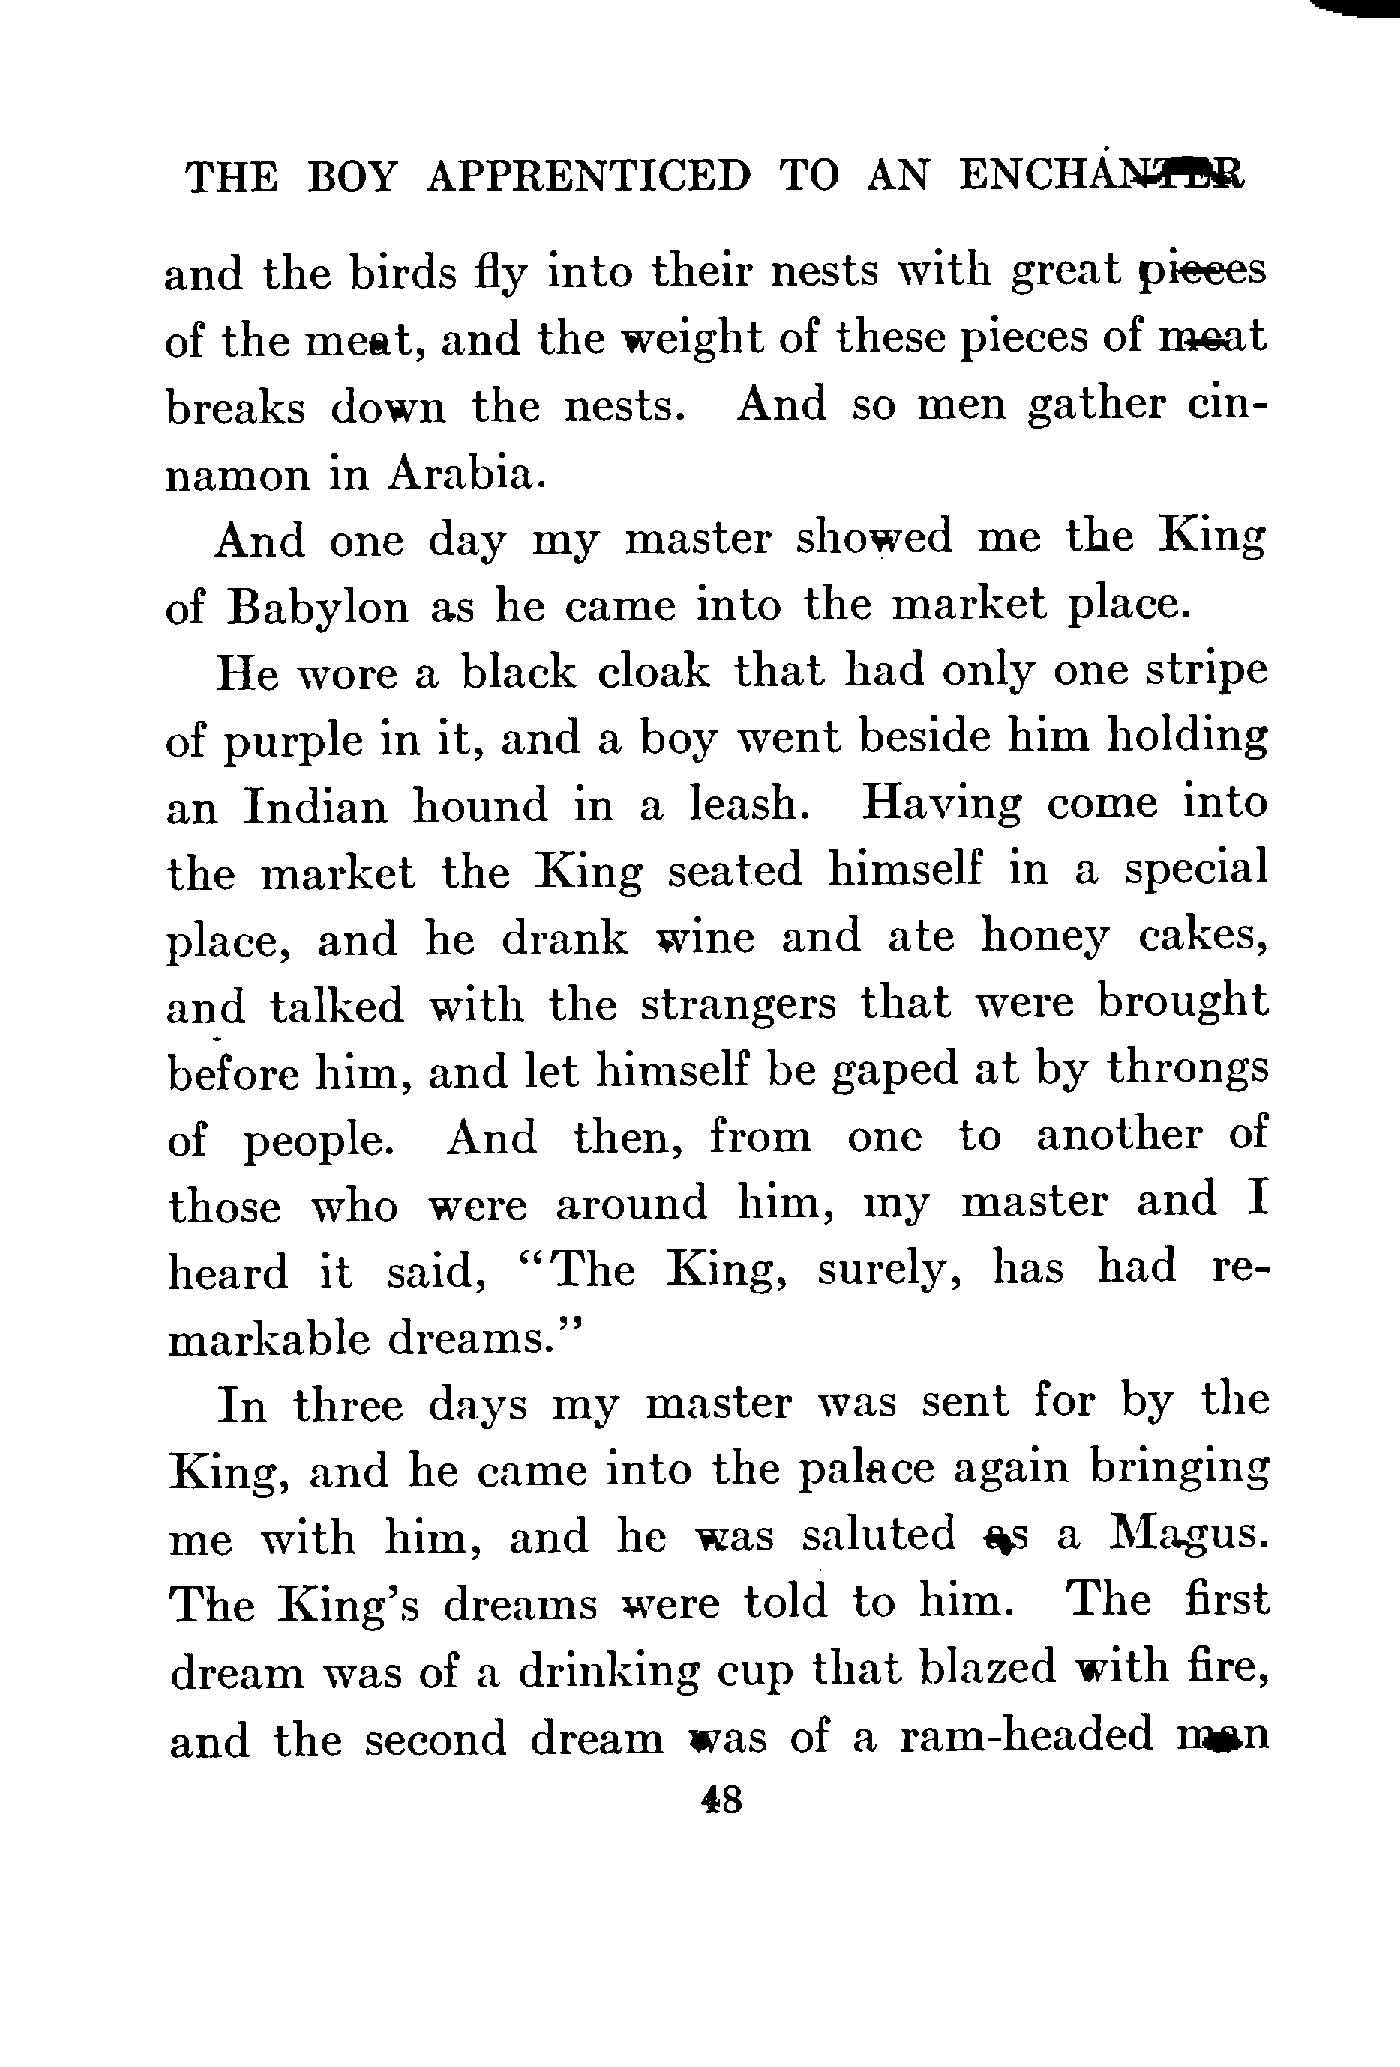 THE BOY APPRENTICED TO AN ENCHANTER
and the birds fly into their nests with great pieces
of the meat, and the weight of these pieces of meat
breaks down the nests. And so men gather cin-
namon in Arabia.
And one day my master showed me the King
of Babylon as he came into the market place.
He wore a black cloak that had only one stripe
of purple in it, and a boy went beside him holding
an Indian hound in a leash. Having come into
the market the King seated himself in a special
place, and he drank wine and ate honey cakes,
and talked with the strangers that were brought
before him, and let himself be gaped at by throngs
of people. And then, from one to another of
those who were around him, my master and I
heard it said, “The King, surely, has had re-
markable dreams.”
In three days my master was sent for by the
King, and he came into the palace again bringing
me with him, and he was saluted as a Magus.
The King’s dreams were told to him. The first
dream was of a drinking cup that blazed with fire,
and the second dream was of a ram-headed man
48